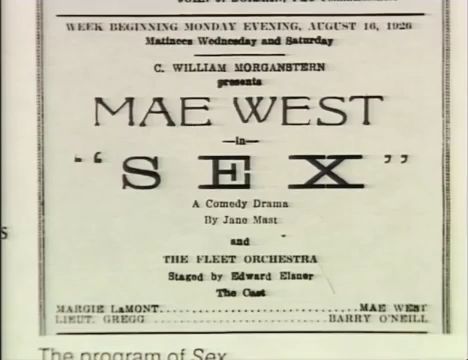 WEEK BEGINNING MONDAY EVENING, AUGUST 16, 1926
Matinees Wednesday and Saturday
C. WILLIAM MORGANSTERN
presents
MAE WEST
—in—
"SEX"
A Comedy Drama
By Jane Mast
and
THE FLEET ORCHESTRA
Staged by Edward Elsner
The Cast
MARGIE LaMONT..........MAE WEST
LIEUT. GREGG..........BARRY O'NEILL
The program of Sex